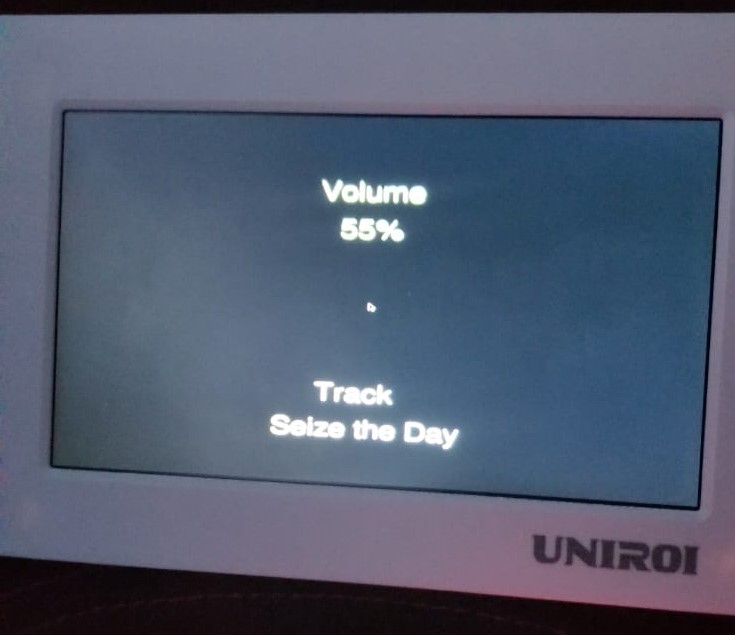 Volume
55%
Track
Seize the Day
UNIROI